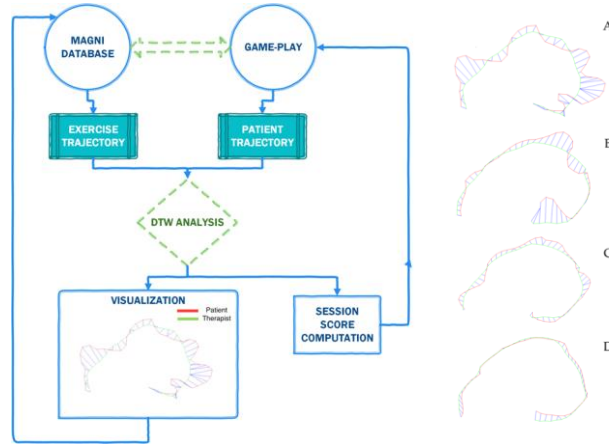 MAGNI
DATABASE
GAME-PLAY
EXERCISE
TRAJECTORY
PATIENT
TRAJECTORY
DTW ANALYSIS
VISUALIZATION
Patient
Therapist
SESSION
SCORE
COMPUTATION
A
B
C
D